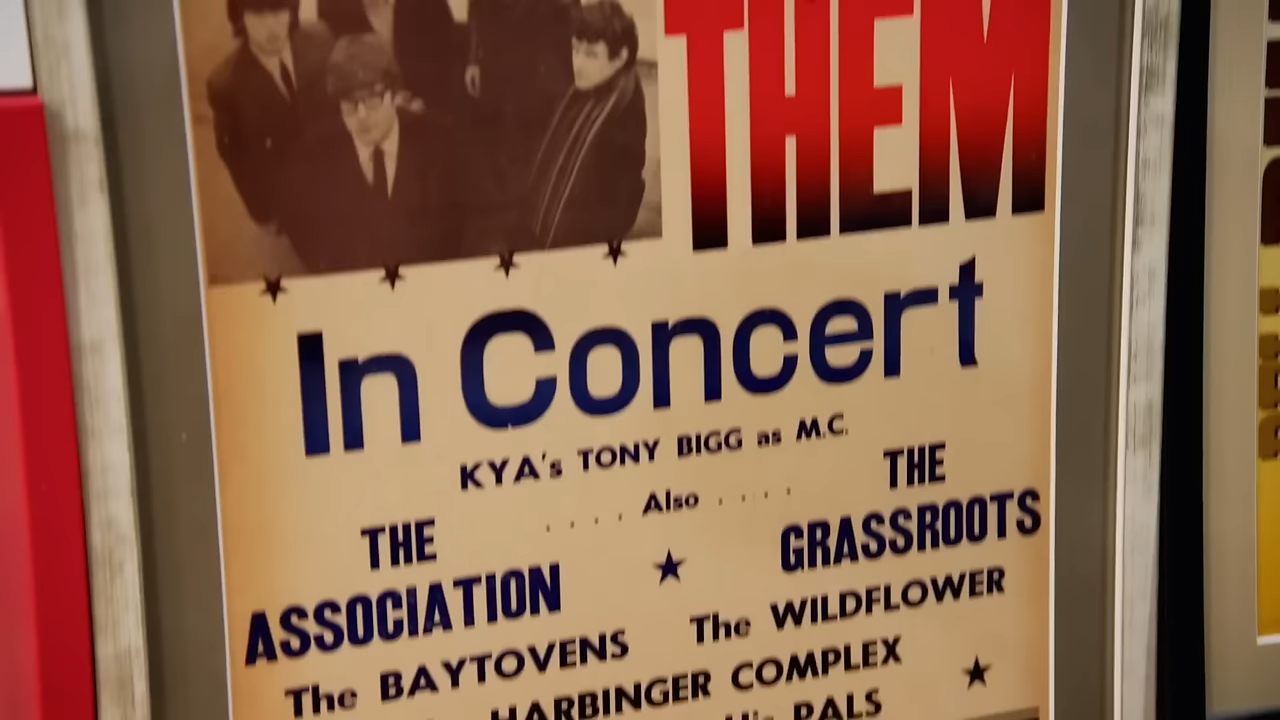 THEM
In Concert
KYA's TONY BIGG as M.C.
.... Also ....
THE ASSOCIATION
THE GRASSROOTS
The BAYTOVENS
The WILDFLOWER
HARBINGER COMPLEX
His PALS